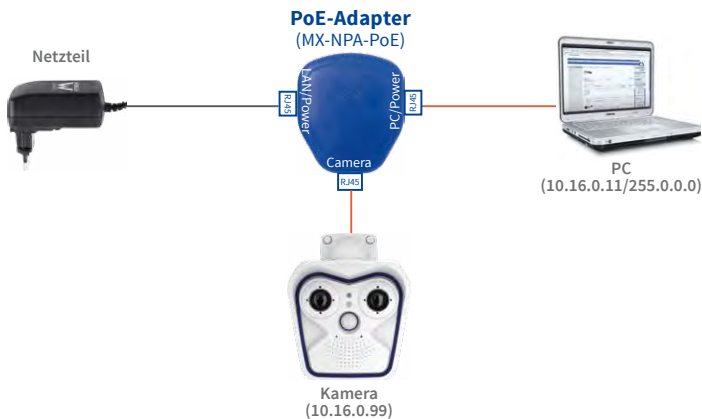 PoE-Adapter
(MX-NPA-PoE)
Netzteil
RJ45
LAN/Power
PC/Power
RJ45
Camera
RJ45
PC
(10.16.0.11/255.0.0.0)
Kamera
(10.16.0.99)